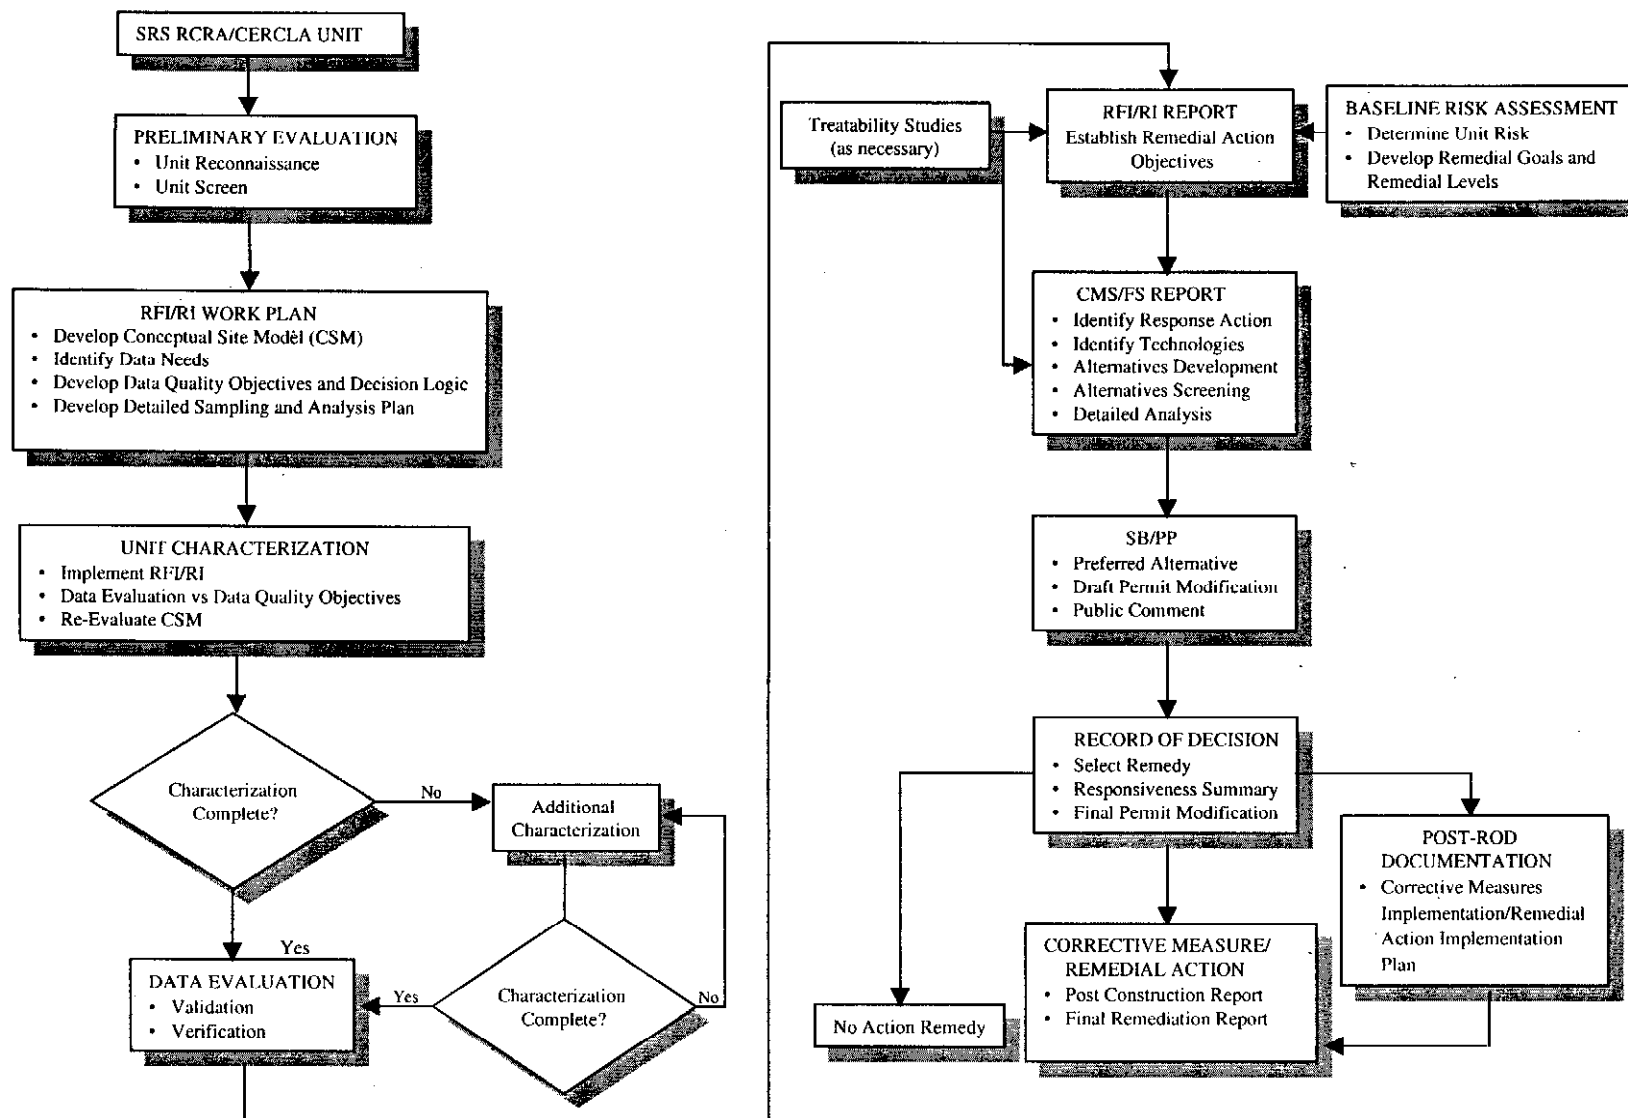 SRS RCRA/CERCLA UNIT
PRELIMINARY EVALUATION
• Unit Reconnaissance
• Unit Screen
RFI/RI WORK PLAN
• Develop Conceptual Site Model (CSM)
• Identify Data Needs
• Develop Data Quality Objectives and Decision Logic
• Develop Detailed Sampling and Analysis Plan
UNIT CHARACTERIZATION
• Implement RFI/RI
• Data Evaluation vs Data Quality Objectives
• Re-Evaluate CSM
Characterization
Complete?
No
Additional
Characterization
Yes
DATA EVALUATION
• Validation
• Verification
Yes
Characterization
Complete?
No
Treatability Studies
(as necessary)
RFI/RI REPORT
Establish Remedial Action
Objectives
BASELINE RISK ASSESSMENT
• Determine Unit Risk
• Develop Remedial Goals and
Remedial Levels
CMS/FS REPORT
• Identify Response Action
• Identify Technologies
• Alternatives Development
• Alternatives Screening
• Detailed Analysis
SB/PP
• Preferred Alternative
• Draft Permit Modification
• Public Comment
RECORD OF DECISION
• Select Remedy
• Responsiveness Summary
• Final Permit Modification
POST-ROD
DOCUMENTATION
• Corrective Measures
Implementation/Remedial
Action Implementation
Plan
No Action Remedy
CORRECTIVE MEASURE/
REMEDIAL ACTION
• Post Construction Report
• Final Remediation Report